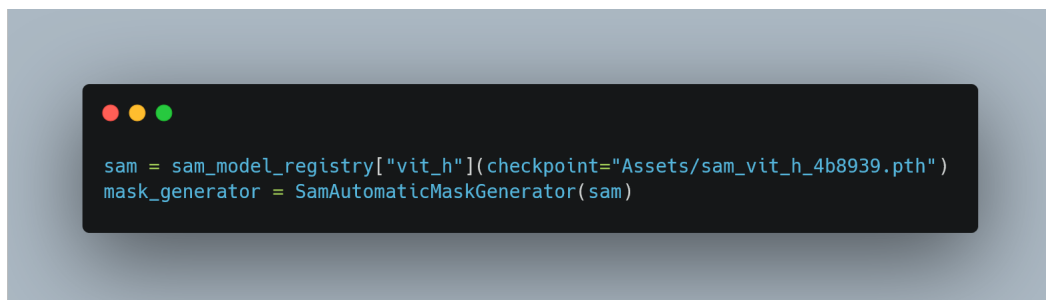 sam = sam_model_registry["vit_h"](checkpoint="Assets/sam_vit_h_4b8939.pth")
mask_generator = SamAutomaticMaskGenerator(sam)